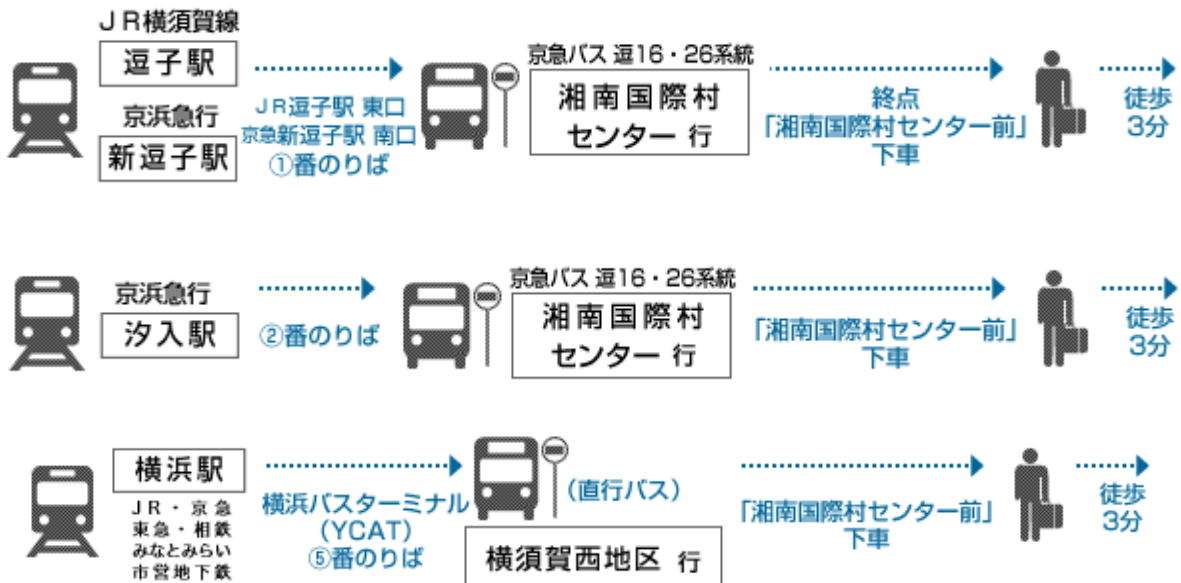 JR横須賀線
逗子駅
京浜急行
新逗子駅
JR逗子駅 東口
京急新逗子駅 南口
①番のりば
京急バス 逗16・26系統
湘南国際村
センター 行
終点
「湘南国際村センター前」
下車
徒歩
3分
京浜急行
汐入駅
②番のりば
京急バス 逗16・26系統
湘南国際村
センター 行
「湘南国際村センター前」
下車
徒歩
3分
横浜駅
JR・京急
東急・相鉄
みなとみらい
市営地下鉄
横浜バスターミナル
(YCAT)
⑤番のりば
(直行バス)
横須賀西地区 行
「湘南国際村センター前」
下車
徒歩
3分